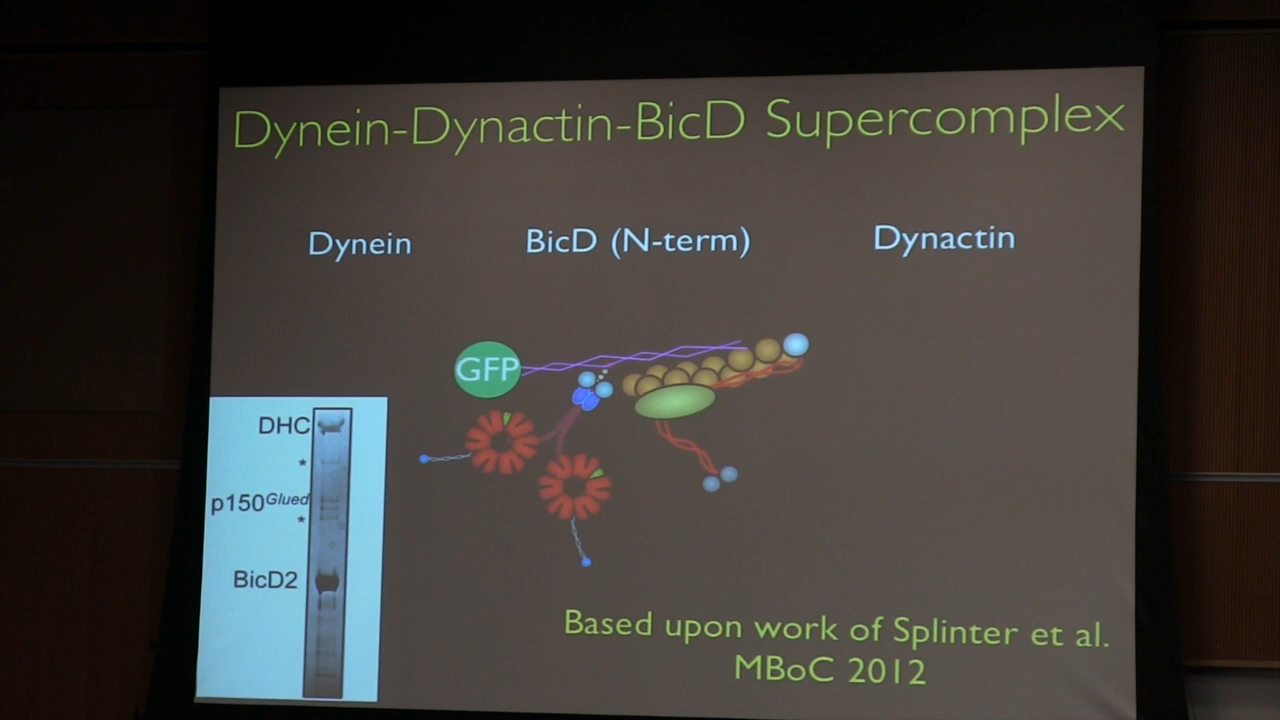 Dynein-Dynactin-BicD Supercomplex
Dynein BicD (N-term) Dynactin
GFP
DHC
*
p150Glued
*
BicD2
Based upon work of Splinter et al.
MBoC 2012